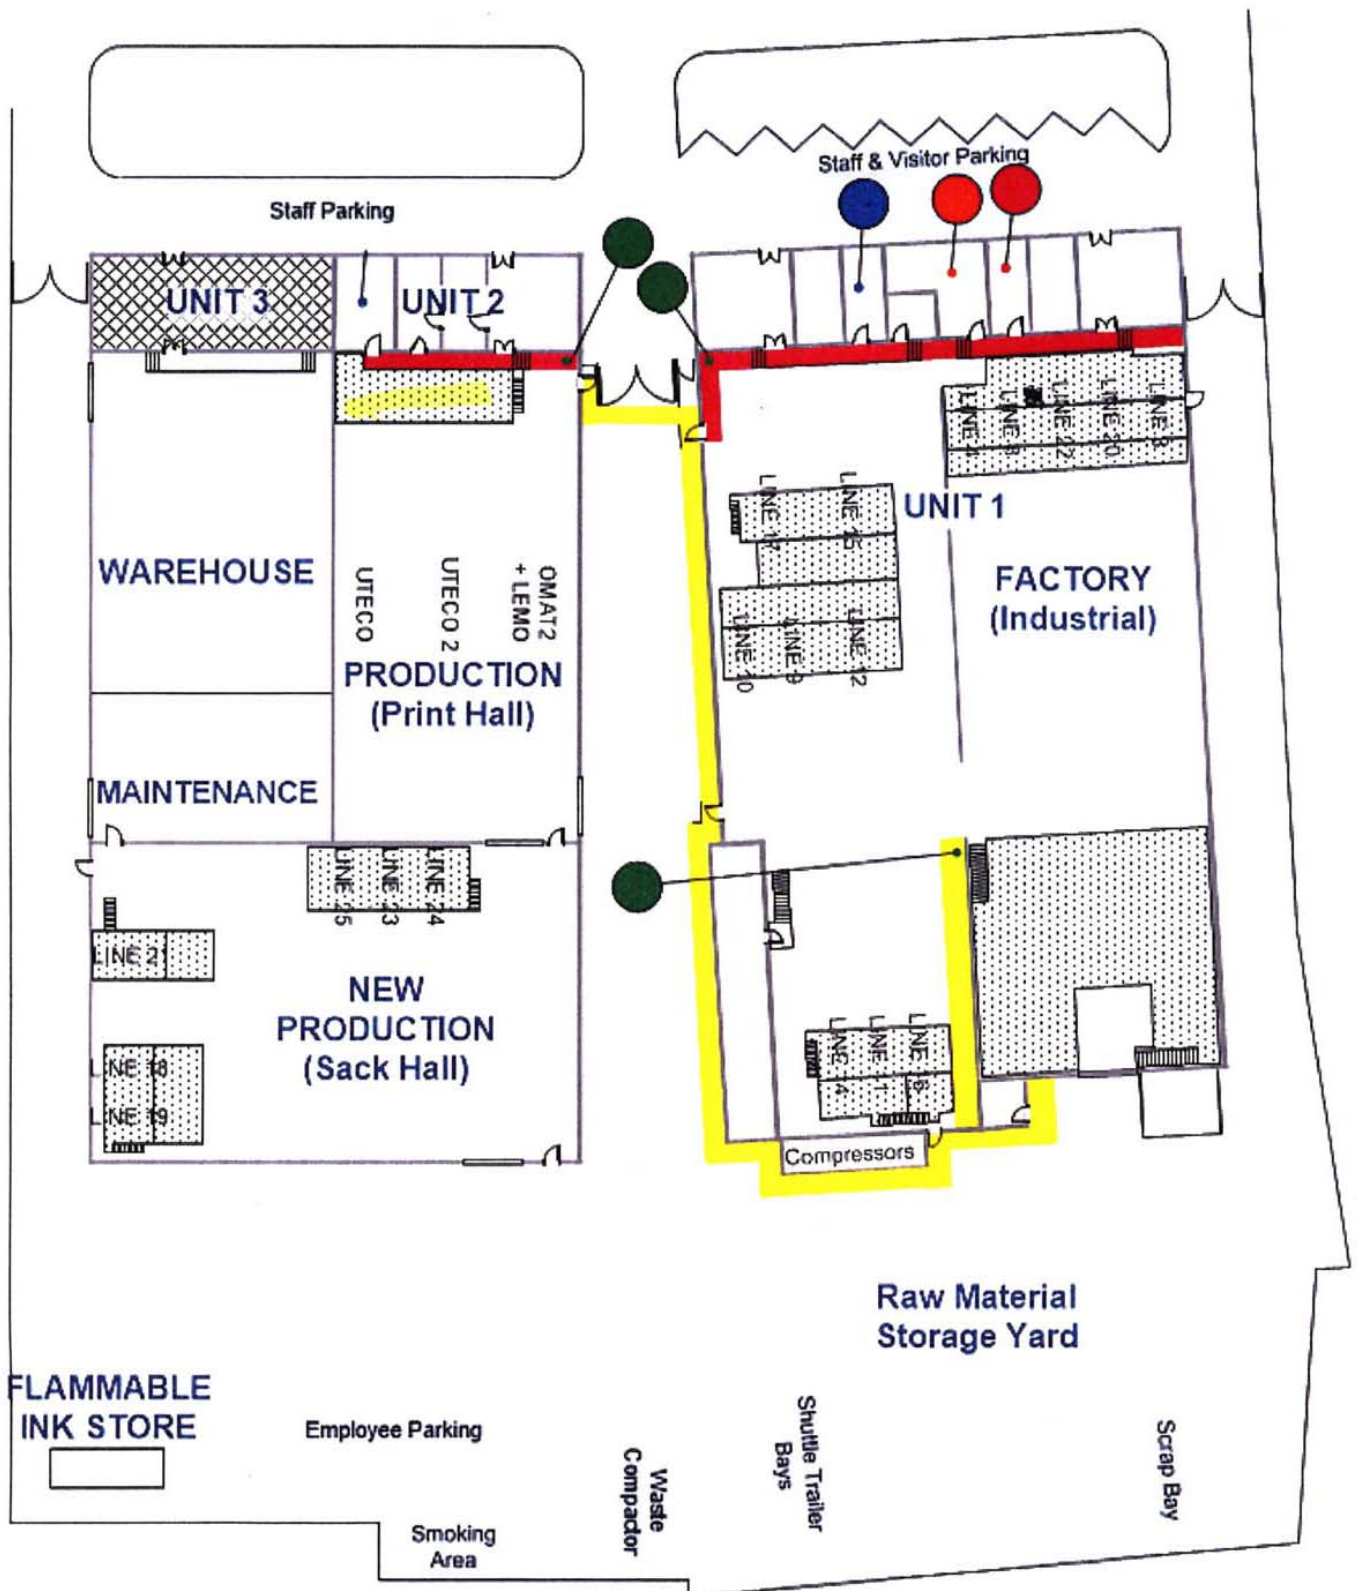 Staff & Visitor Parking
Staff Parking
UNIT 3
UNIT 2
LINE 4
LINE 22
LINE 20
UNIT 1
LINE 17
LINE 15
WAREHOUSE
UTECO
UTECO 2
OMAT2
+ LEMO
FACTORY
(Industrial)
LINE 10
LINE 9
LINE 12
PRODUCTION
(Print Hall)
MAINTENANCE
LINE 25
LINE 23
LINE 24
LINE 21
NEW
PRODUCTION
(Sack Hall)
LINE 18
LINE 19
LINE
LINE
LINE
Compressors
Raw Material
Storage Yard
FLAMMABLE
INK STORE
Employee Parking
Waste
Compactor
Shuttle Trailer
Bays
Scrap Bay
Smoking
Area